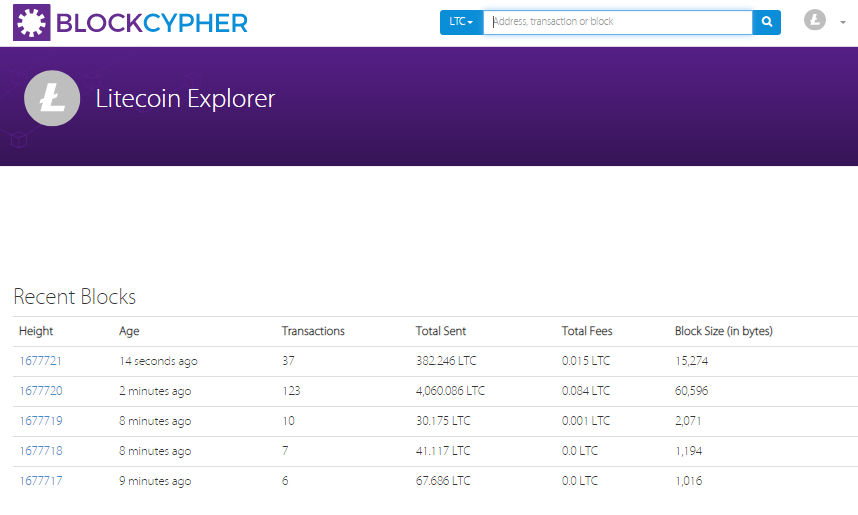 BLOCKCYPHER
LTC Address, transaction or block
Litecoin Explorer
Recent Blocks
Height Age Transactions Total Sent Total Fees Block Size (in bytes)
1677721 14 seconds ago 37 382.246 LTC 0.015 LTC 15,274
1677720 2 minutes ago 123 4,060.086 LTC 0.084 LTC 60,596
1677719 8 minutes ago 10 30.175 LTC 0.001 LTC 2,071
1677718 8 minutes ago 7 41.117 LTC 0.0 LTC 1,194
1677717 9 minutes ago 6 67.686 LTC 0.0 LTC 1,016